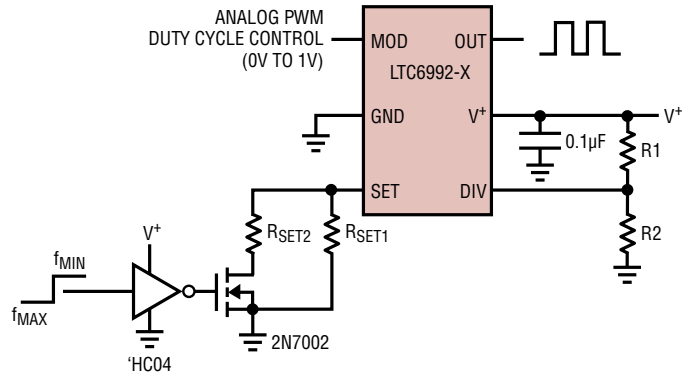 ANALOG PWM
DUTY CYCLE CONTROL
(0V TO 1V)
MOD
OUT
LTC6992-X
GND
V+
V+
0.1µF
R1
SET
DIV
R2
RSET2
RSET1
V+
fMIN
fMAX
2N7002
‘HC04